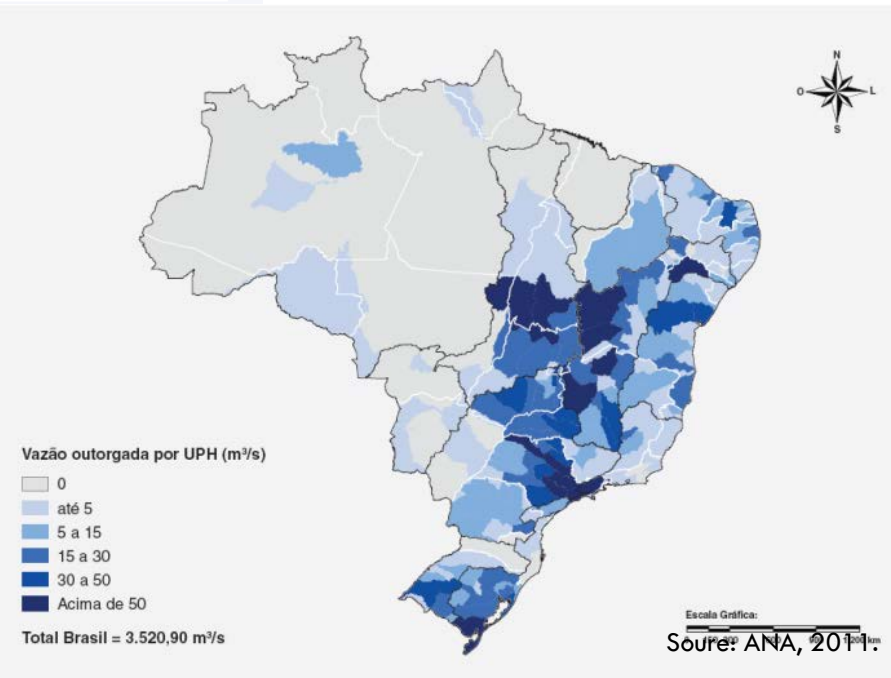 N
O
L
S
Vazão outorgada por UPH (m³/s)
0
até 5
5 a 15
15 a 30
30 a 50
Acima de 50
Total Brasil = 3.520,90 m³/s
Escala Gráfica:
km
Soure: ANA, 2011.